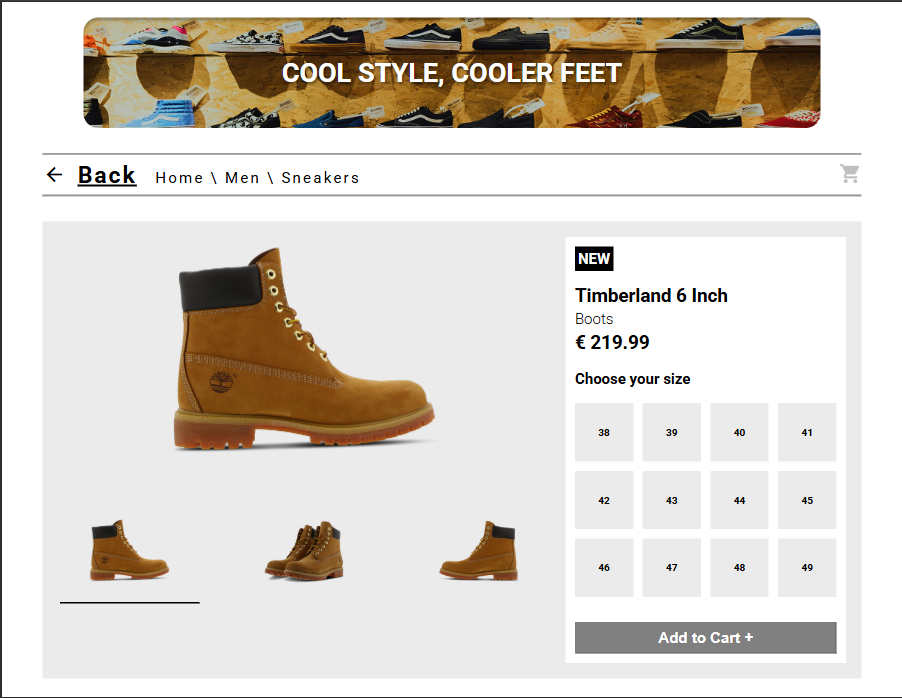 COOL STYLE, COOLER FEET
Back Home \ Men \ Sneakers
NEW
Timberland 6 Inch
Boots
€ 219.99
Choose your size
38 39 40 41
42 43 44 45
46 47 48 49
Add to Cart +